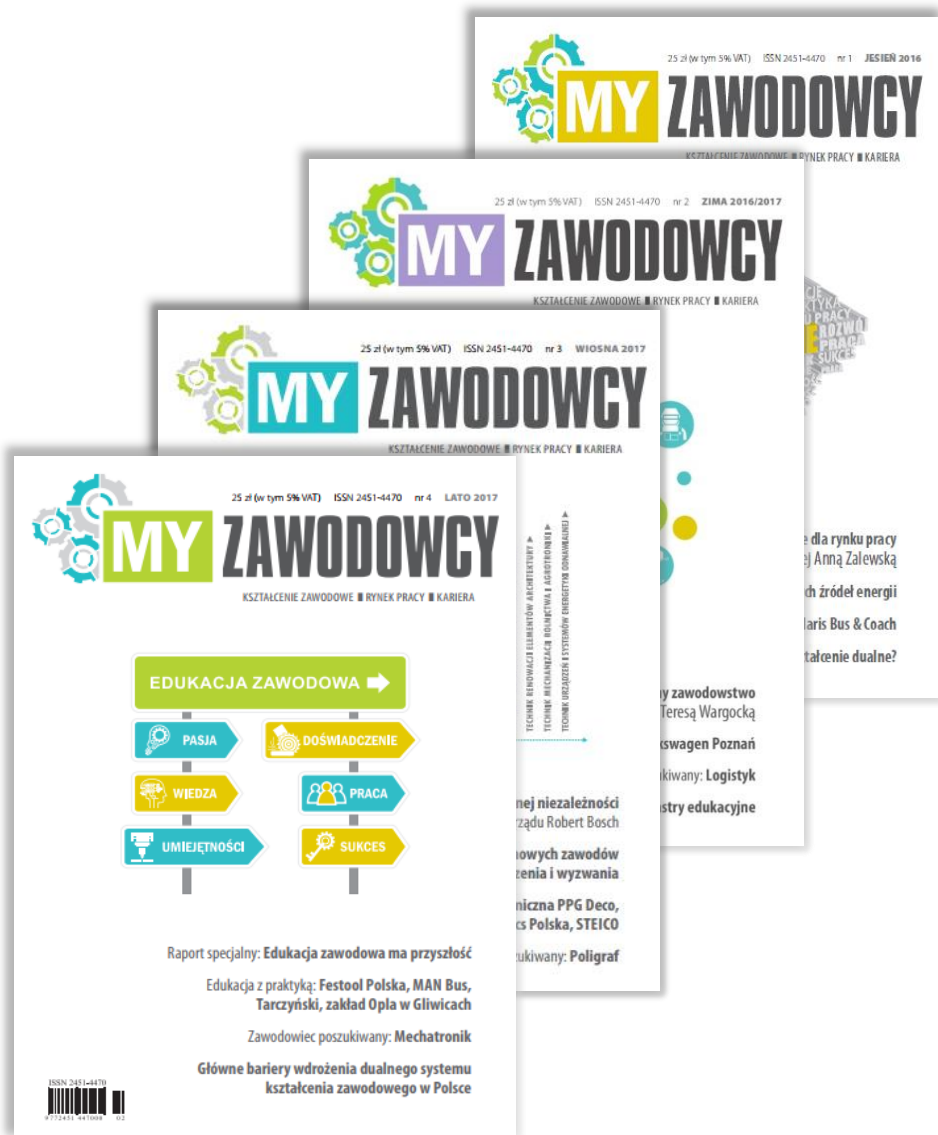 25 zł (w tym 5% VAT) ISSN 2451-4470 nr 1 JESIEŃ 2016
MY ZAWODOWCY
KSZTAŁCENIE ZAWODOWE ■ RYNEK PRACY ■ KARIERA
U PRACY
ROZWÓ
PRACA
SUKCES
dla rynku pracy
Anną Zalewską
źródeł energii
Bus & Coach
dualne?
25 zł (w tym 5% VAT) ISSN 2451-4470 nr 2 ZIMA 2016/2017
MY ZAWODOWCY
KSZTAŁCENIE ZAWODOWE ■ RYNEK PRACY ■ KARIERA
y zawodowstwo
Teresą Wargocką
kswagen Poznań
kiwany: Logistyk
stry edukacyjne
25 zł (w tym 5% VAT) ISSN 2451-4470 nr 3 WIOSNA 2017
MY ZAWODOWCY
KSZTAŁCENIE ZAWODOWE ■ RYNEK PRACY ■ KARIERA
TECHNIK RENOWACJI ELEMENTÓW ARCHITEKTURY ►
TECHNIK MECHANIZACJI ROLNICTWA I AGROTRONIKI ►
TECHNIK URZĄDZEŃ I SYSTEMÓW ENERGETYKI ODNAWIALNEJ ►
nej niezależności
rządu Robert Bosch
nowych zawodów
zenia i wyzwania
niczna PPG Deco,
cs Polska, STEICO
ukiwany: Poligraf
25 zł (w tym 5% VAT) ISSN 2451-4470 nr 4 LATO 2017
MY ZAWODOWCY
KSZTAŁCENIE ZAWODOWE ■ RYNEK PRACY ■ KARIERA
EDUKACJA ZAWODOWA
PASJA
DOŚWIADCZENIE
WIEDZA
PRACA
UMIEJĘTNOŚCI
SUKCES
Raport specjalny: Edukacja zawodowa ma przyszłość
Edukacja z praktyką: Festool Polska, MAN Bus,
Tarczyński, zakład Opla w Gliwicach
Zawodowiec poszukiwany: Mechatronik
Główne bariery wdrożenia dualnego systemu
kształcenia zawodowego w Polsce
ISSN 2451-4470
9 772451 447008 02